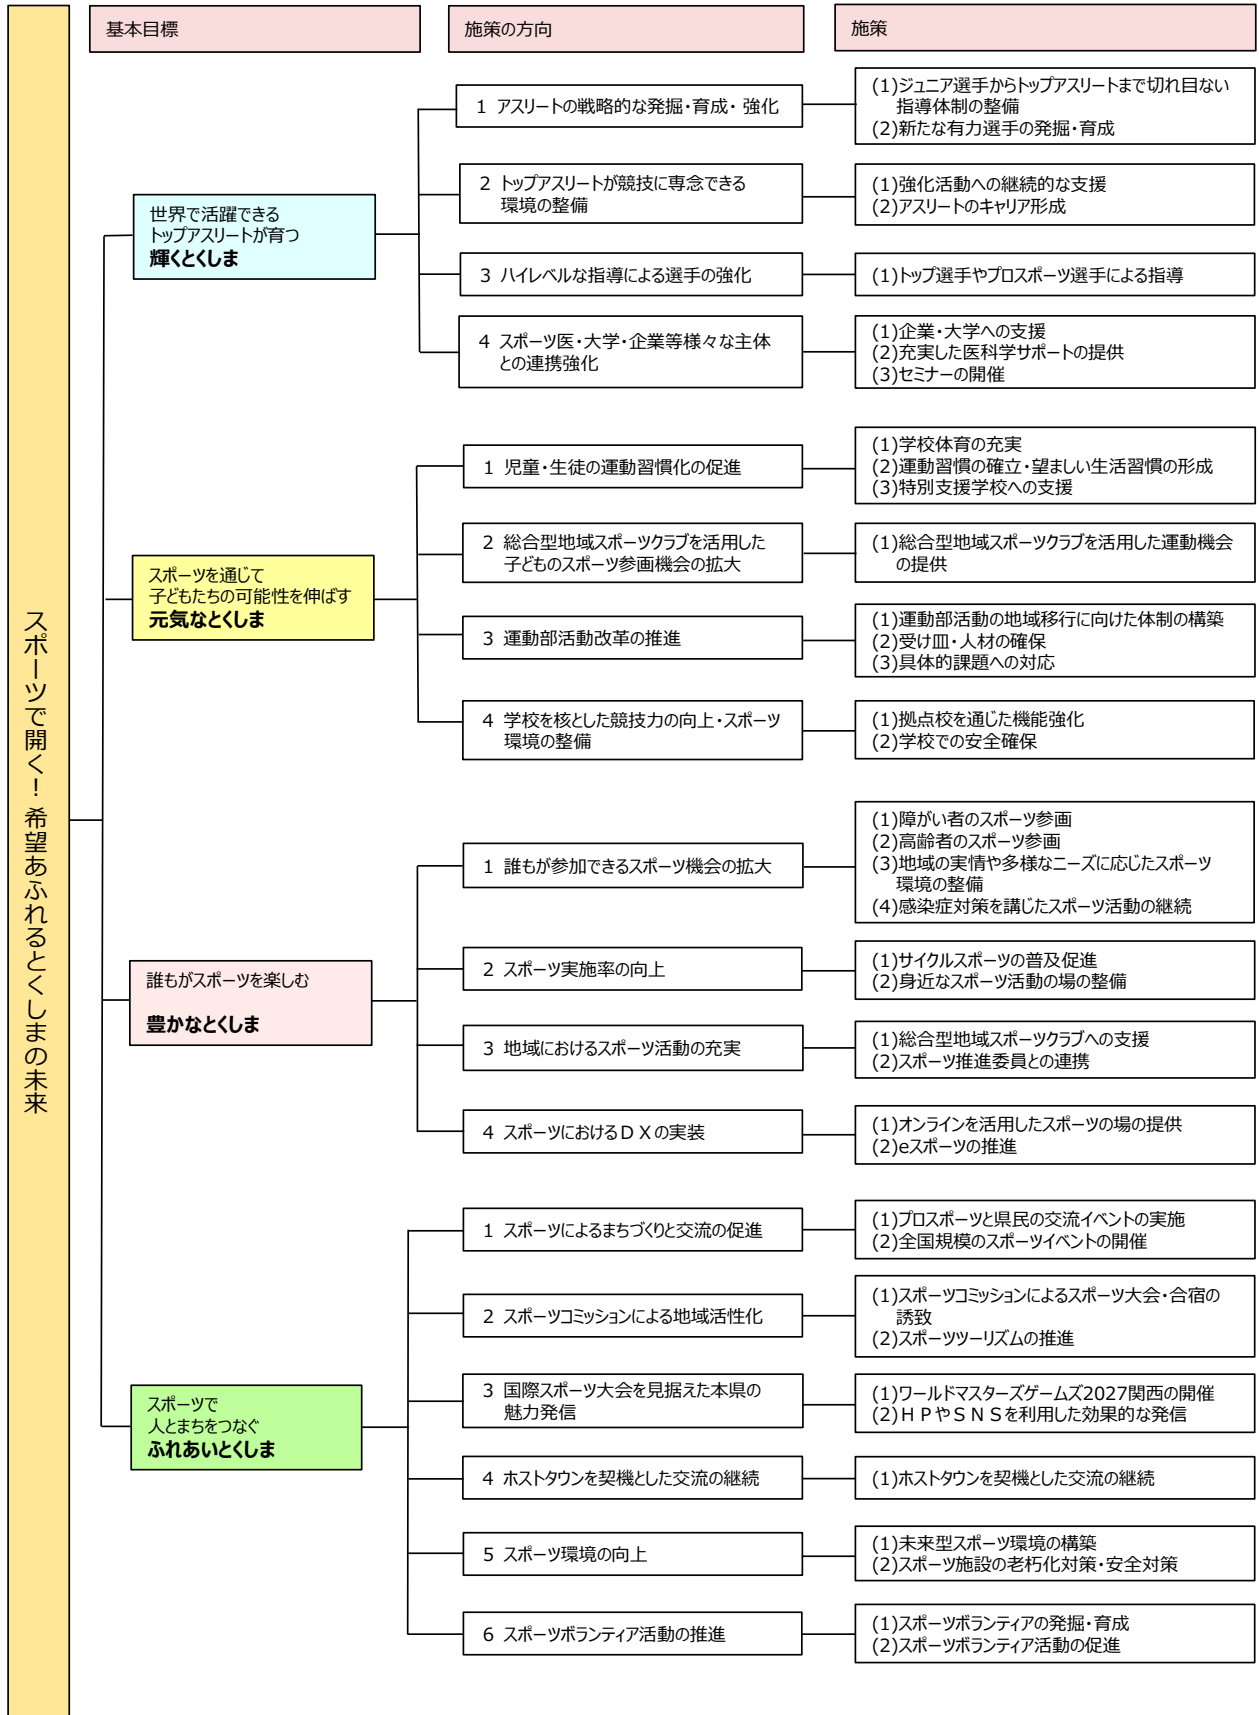 スポーツで開く！希望あふれるとくしまの未来
基本目標
施策の方向
施策
世界で活躍できる
トップアスリートが育つ
輝くとくしま
1 アスリートの戦略的な発掘・育成・ 強化
(1)ジュニア選手からトップアスリートまで切れ目ない
指導体制の整備
(2)新たな有力選手の発掘・育成
2 トップアスリートが競技に専念できる
環境の整備
(1)強化活動への継続的な支援
(2)アスリートのキャリア形成
3 ハイレベルな指導による選手の強化
(1)トップ選手やプロスポーツ選手による指導
4 スポーツ医・大学・企業等様々な主体
との連携強化
(1)企業・大学への支援
(2)充実した医科学サポートの提供
(3)セミナーの開催
スポーツを通じて
子どもたちの可能性を伸ばす
元気なとくしま
1 児童・生徒の運動習慣化の促進
(1)学校体育の充実
(2)運動習慣の確立・望ましい生活習慣の形成
(3)特別支援学校への支援
2 総合型地域スポーツクラブを活用した
子どものスポーツ参画機会の拡大
(1)総合型地域スポーツクラブを活用した運動機会
の提供
3 運動部活動改革の推進
(1)運動部活動の地域移行に向けた体制の構築
(2)受け皿・人材の確保
(3)具体的課題への対応
4 学校を核とした競技力の向上・スポーツ
環境の整備
(1)拠点校を通じた機能強化
(2)学校での安全確保
誰もがスポーツを楽しむ
豊かなとくしま
1 誰もが参加できるスポーツ機会の拡大
(1)障がい者のスポーツ参画
(2)高齢者のスポーツ参画
(3)地域の実情や多様なニーズに応じたスポーツ
環境の整備
(4)感染症対策を講じたスポーツ活動の継続
2 スポーツ実施率の向上
(1)サイクルスポーツの普及促進
(2)身近なスポーツ活動の場の整備
3 地域におけるスポーツ活動の充実
(1)総合型地域スポーツクラブへの支援
(2)スポーツ推進委員との連携
4 スポーツにおけるＤＸの実装
(1)オンラインを活用したスポーツの場の提供
(2)eスポーツの推進
スポーツで
人とまちをつなぐ
ふれあいとくしま
1 スポーツによるまちづくりと交流の促進
(1)プロスポーツと県民の交流イベントの実施
(2)全国規模のスポーツイベントの開催
2 スポーツコミッションによる地域活性化
(1)スポーツコミッションによるスポーツ大会・合宿の
誘致
(2)スポーツツーリズムの推進
3 国際スポーツ大会を見据えた本県の
魅力発信
(1)ワールドマスターズゲームズ2027関西の開催
(2)ＨＰやＳＮＳを利用した効果的な発信
4 ホストタウンを契機とした交流の継続
(1)ホストタウンを契機とした交流の継続
5 スポーツ環境の向上
(1)未来型スポーツ環境の構築
(2)スポーツ施設の老朽化対策・安全対策
6 スポーツボランティア活動の推進
(1)スポーツボランティアの発掘・育成
(2)スポーツボランティア活動の促進